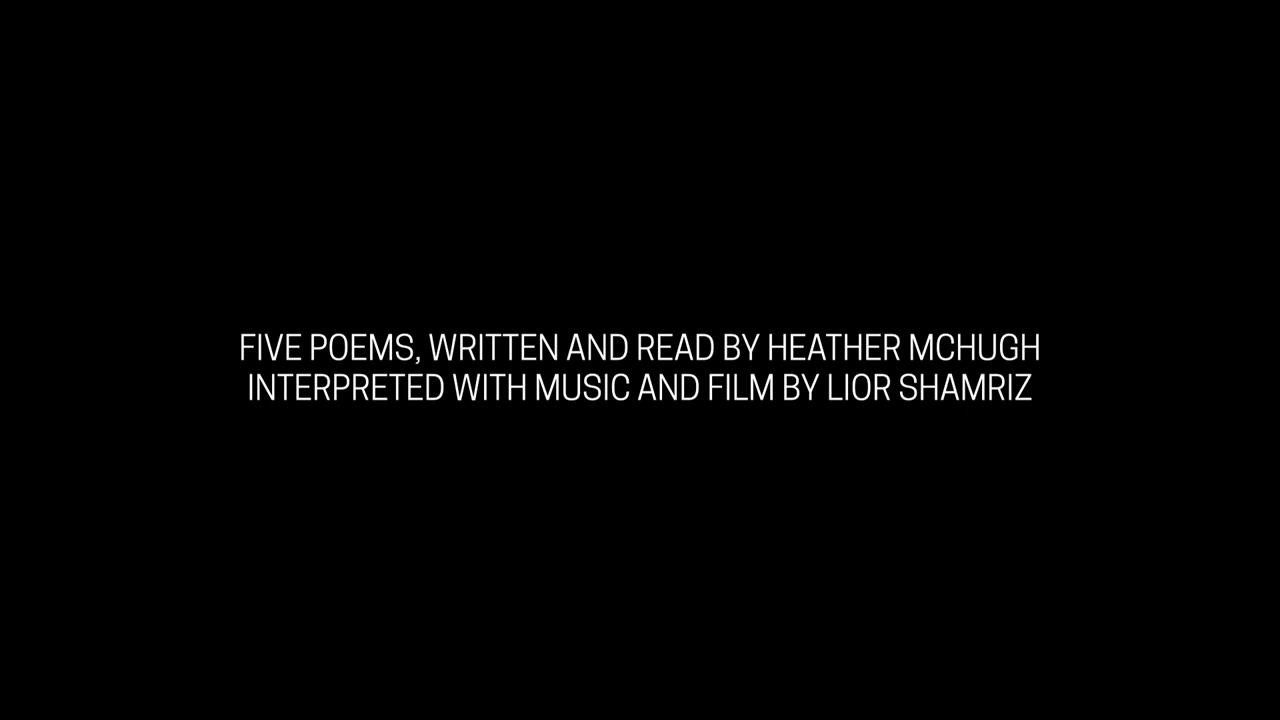 FIVE POEMS, WRITTEN AND READ BY HEATHER MCHUGH
INTERPRETED WITH MUSIC AND FILM BY LIOR SHAMRIZ